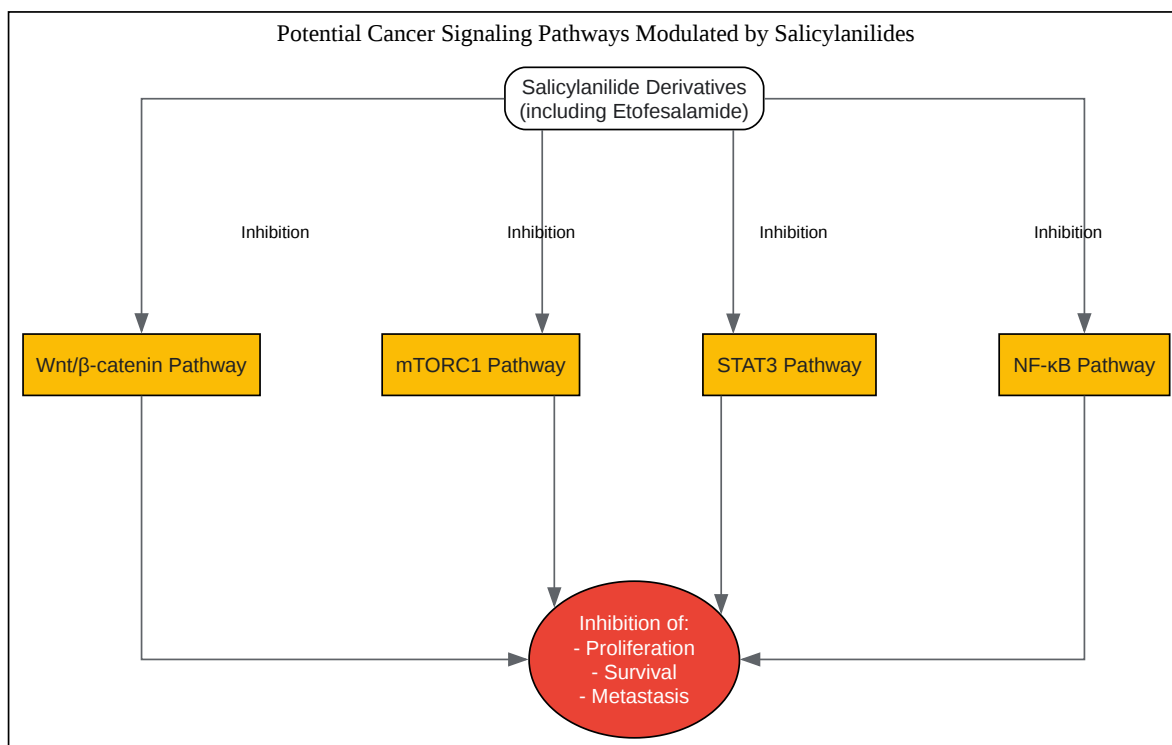 Potential Cancer Signaling Pathways Modulated by Salicylanilides
Salicylanilide Derivatives
(including Etofesalamide)
Inhibition
Inhibition
Inhibition
Inhibition
Wnt/β-catenin Pathway
mTORC1 Pathway
STAT3 Pathway
NF-κB Pathway
Inhibition of:
- Proliferation
- Survival
- Metastasis